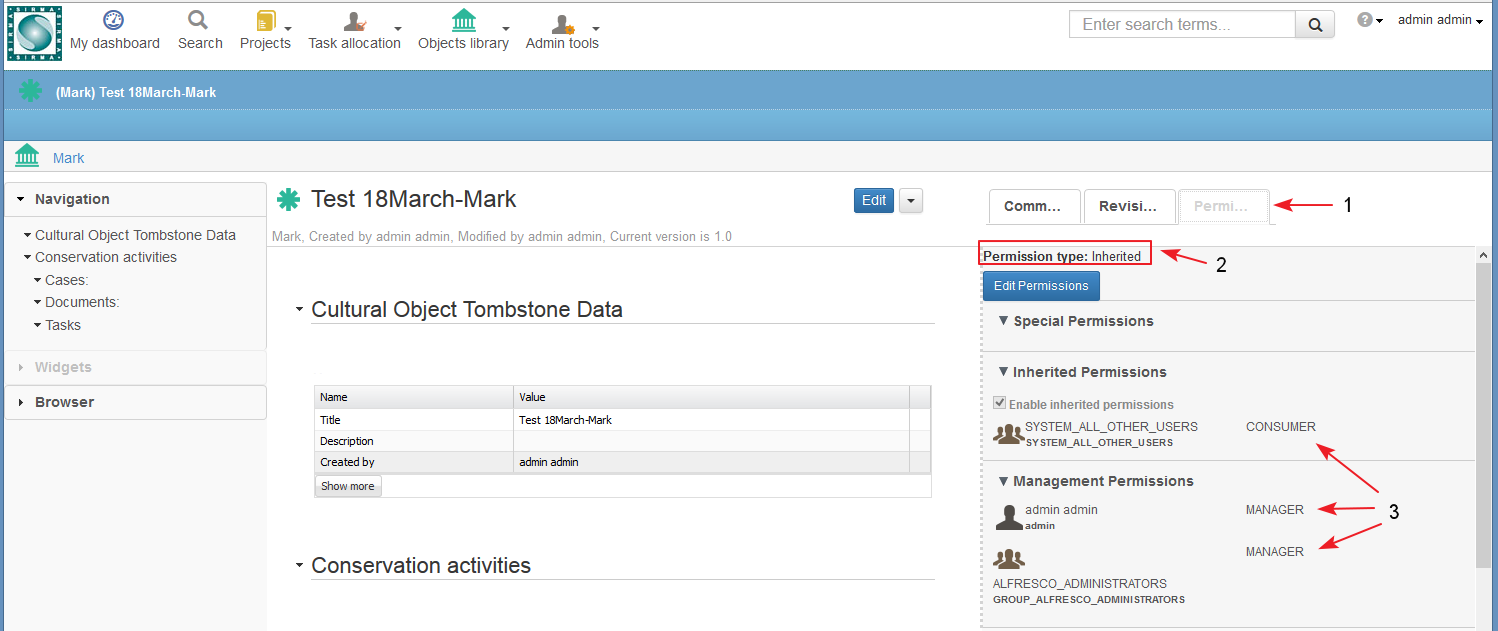 SIRMA
My dashboard Search Projects Task allocation Objects library Admin tools Enter search terms... ? admin admin
(Mark) Test 18March-Mark
Mark
Navigation
Cultural Object Tombstone Data
Conservation activities
Cases:
Documents:
Tasks
Widgets
Browser
Test 18March-Mark Edit
Mark, Created by admin admin, Modified by admin admin, Current version is 1.0
Cultural Object Tombstone Data
Name Value
Title Test 18March-Mark
Description
Created by admin admin
Show more
Conservation activities
Comm... Revisi... Permi... 1
Permission type: Inherited 2
Edit Permissions
Special Permissions
Inherited Permissions
Enable inherited permissions
SYSTEM_ALL_OTHER_USERS CONSUMER
SYSTEM_ALL_OTHER_USERS
Management Permissions
admin admin MANAGER 3
admin
MANAGER
ALFRESCO_ADMINISTRATORS
GROUP_ALFRESCO_ADMINISTRATORS